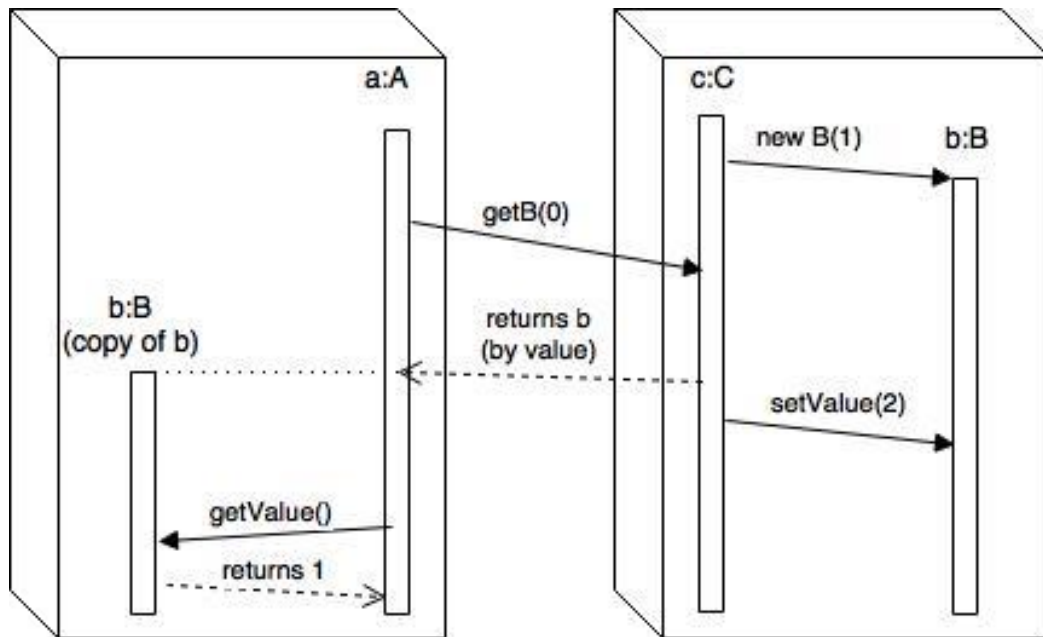 a:A
c:C
new B(1)
b:B
getB(0)
b:B
(copy of b)
returns b
(by value)
setValue(2)
getValue()
returns 1